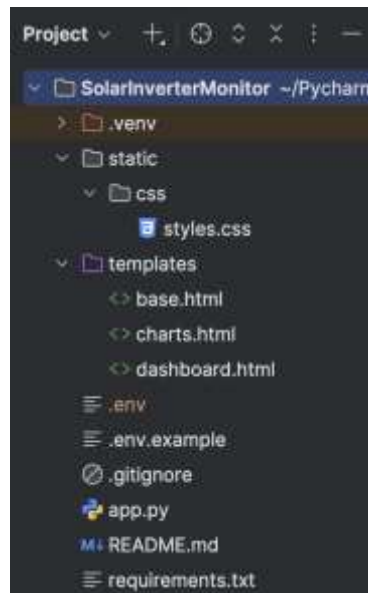 Project
SolarInverterMonitor ~/Pycharm
.venv
static
css
styles.css
templates
base.html
charts.html
dashboard.html
.env
.env.example
.gitignore
app.py
M↓ README.md
requirements.txt